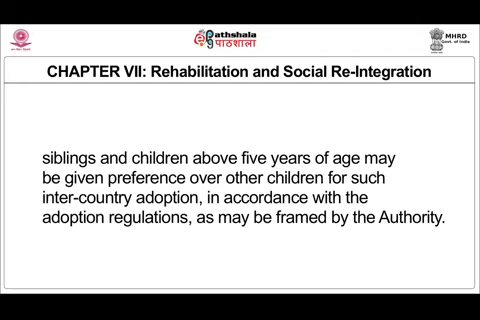 Pathshala
पाठशाला
MHRD
Govt. of India
CHAPTER VII: Rehabilitation and Social Re-Integration
siblings and children above five years of age may
be given preference over other children for such
inter-country adoption, in accordance with the
adoption regulations, as may be framed by the Authority.